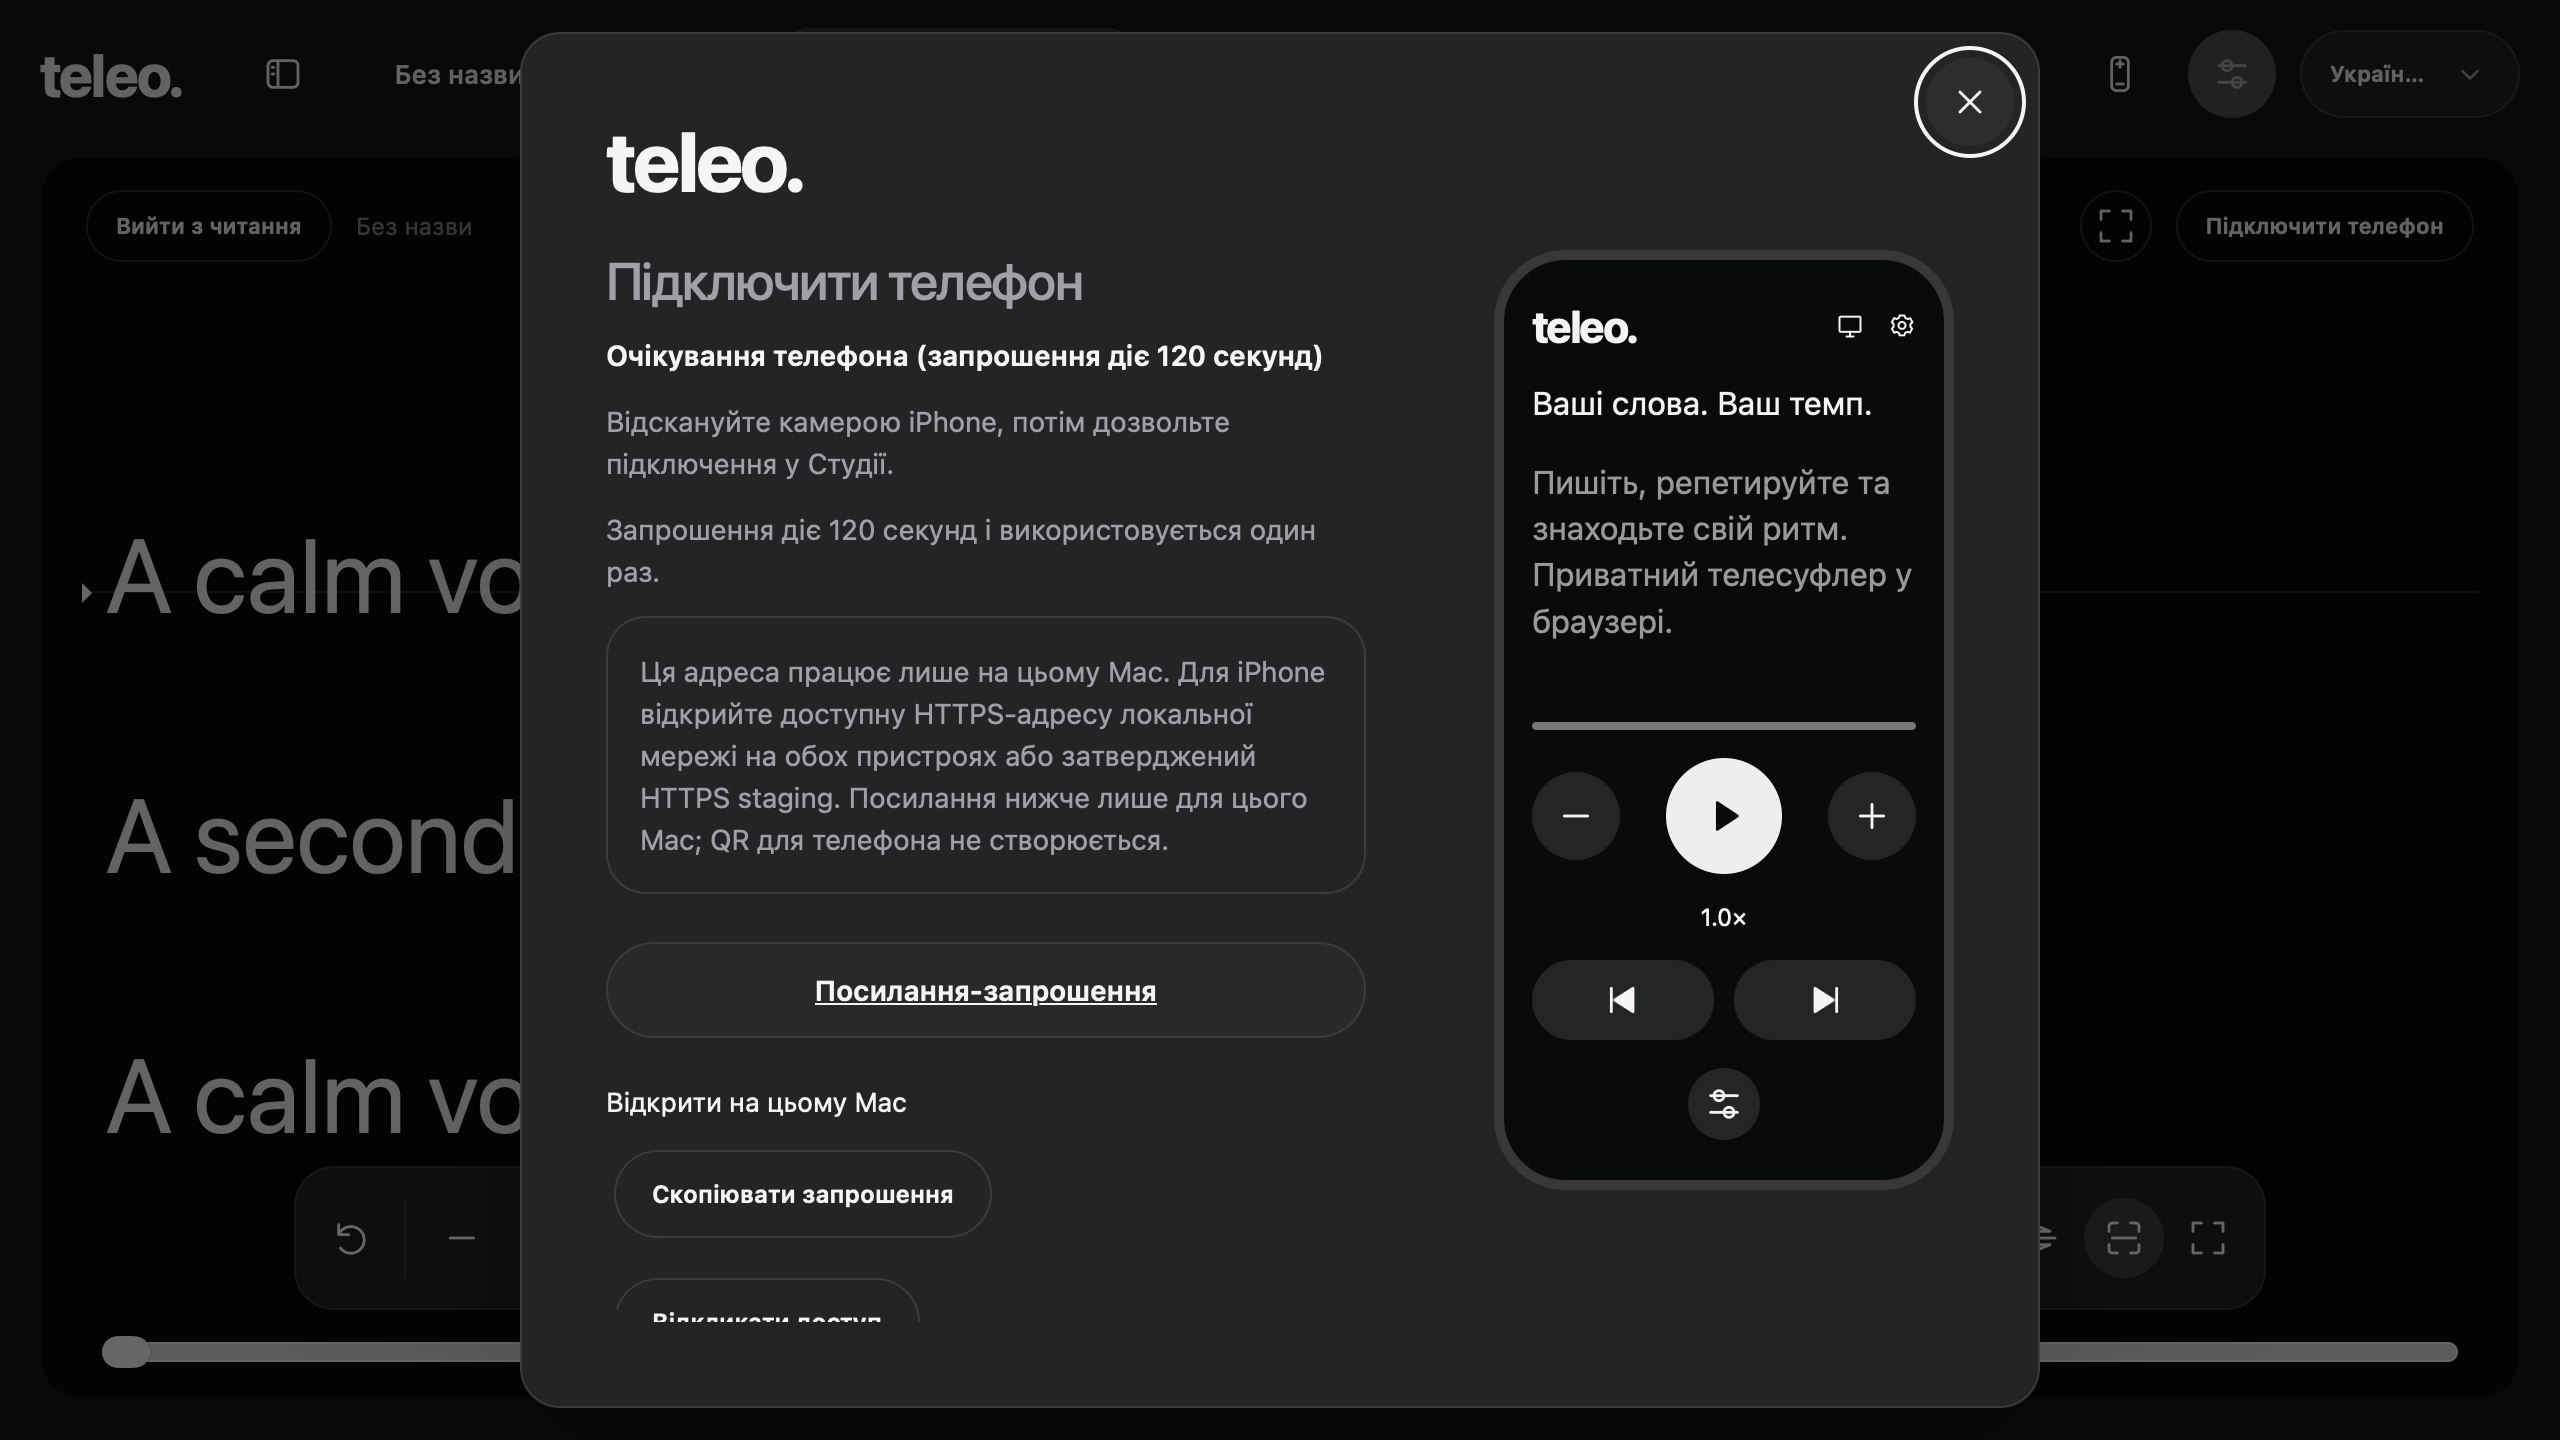 teleo.
Без назви
Україн...
Вийти з читання
Без назви
Підключити телефон
A calm vo
A second
A calm vo
teleo.
Підключити телефон
Очікування телефона (запрошення діє 120 секунд)
Відскануйте камерою iPhone, потім дозвольте
підключення у Студії.
Запрошення діє 120 секунд і використовується один
раз.
Ця адреса працює лише на цьому Mac. Для iPhone
відкрийте доступну HTTPS-адресу локальної
мережі на обох пристроях або затверджений
HTTPS staging. Посилання нижче лише для цього
Mac; QR для телефона не створюється.
Посилання-запрошення
Відкрити на цьому Mac
Скопіювати запрошення
Відкликати доступ
teleo.
Ваші слова. Ваш темп.
Пишіть, репетируйте та
знаходьте свій ритм.
Приватний телесуфлер у
браузері.
1.0×